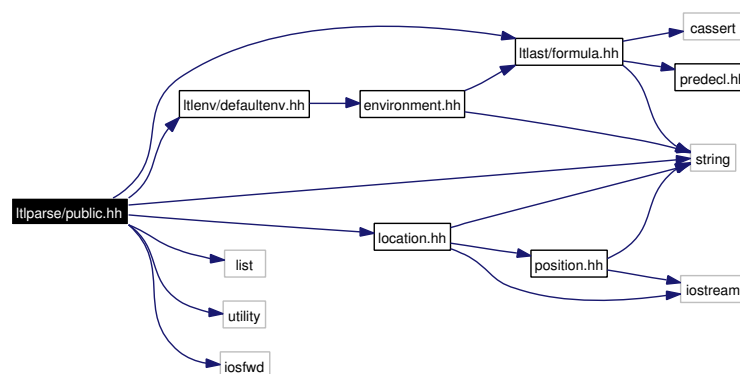 cassert
ltlast/formula.hh
predecl.hh
ltlenv/defaultenv.hh
environment.hh
string
ltlparse/public.hh
location.hh
list
position.hh
iostream
utility
iosfwd